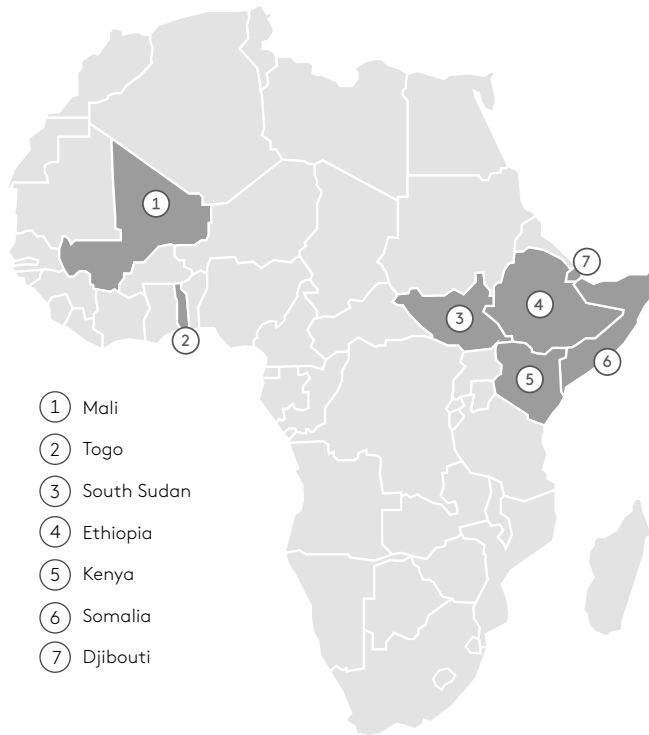 1
7
4
3
2
6
5
1 Mali
2 Togo
3 South Sudan
4 Ethiopia
5 Kenya
6 Somalia
7 Djibouti